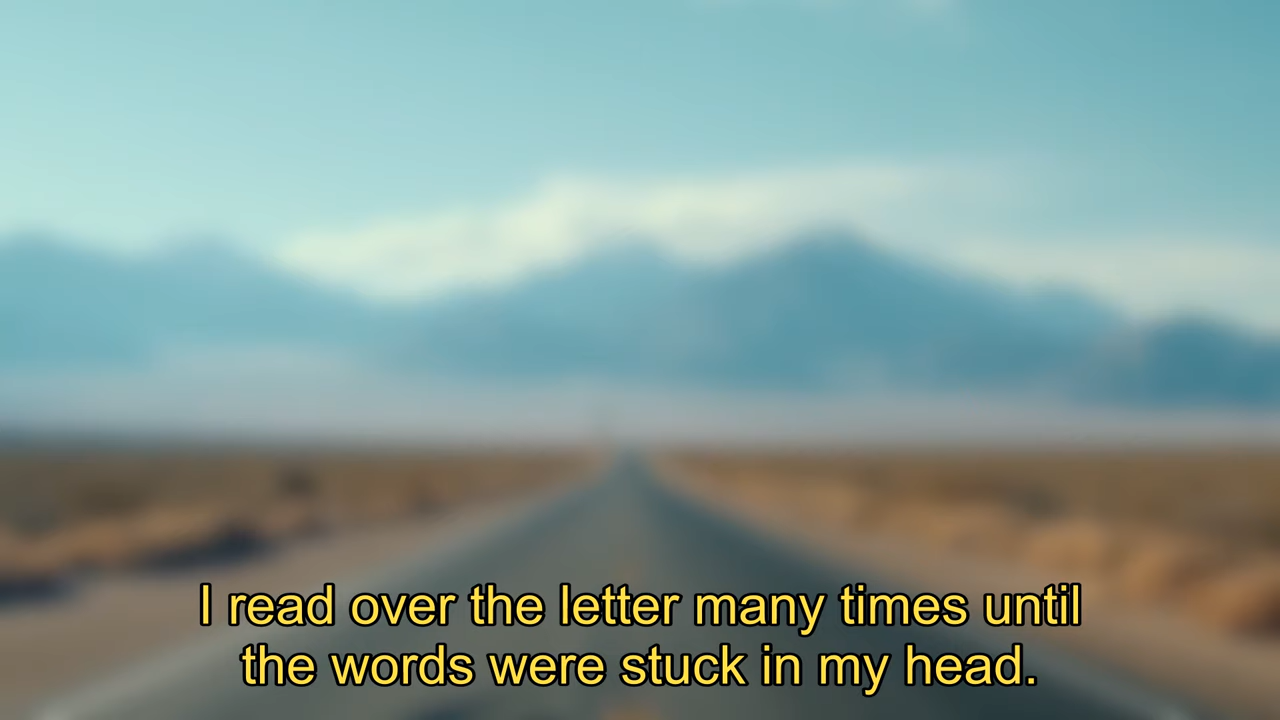 I read over the letter many times until
the words were stuck in my head.